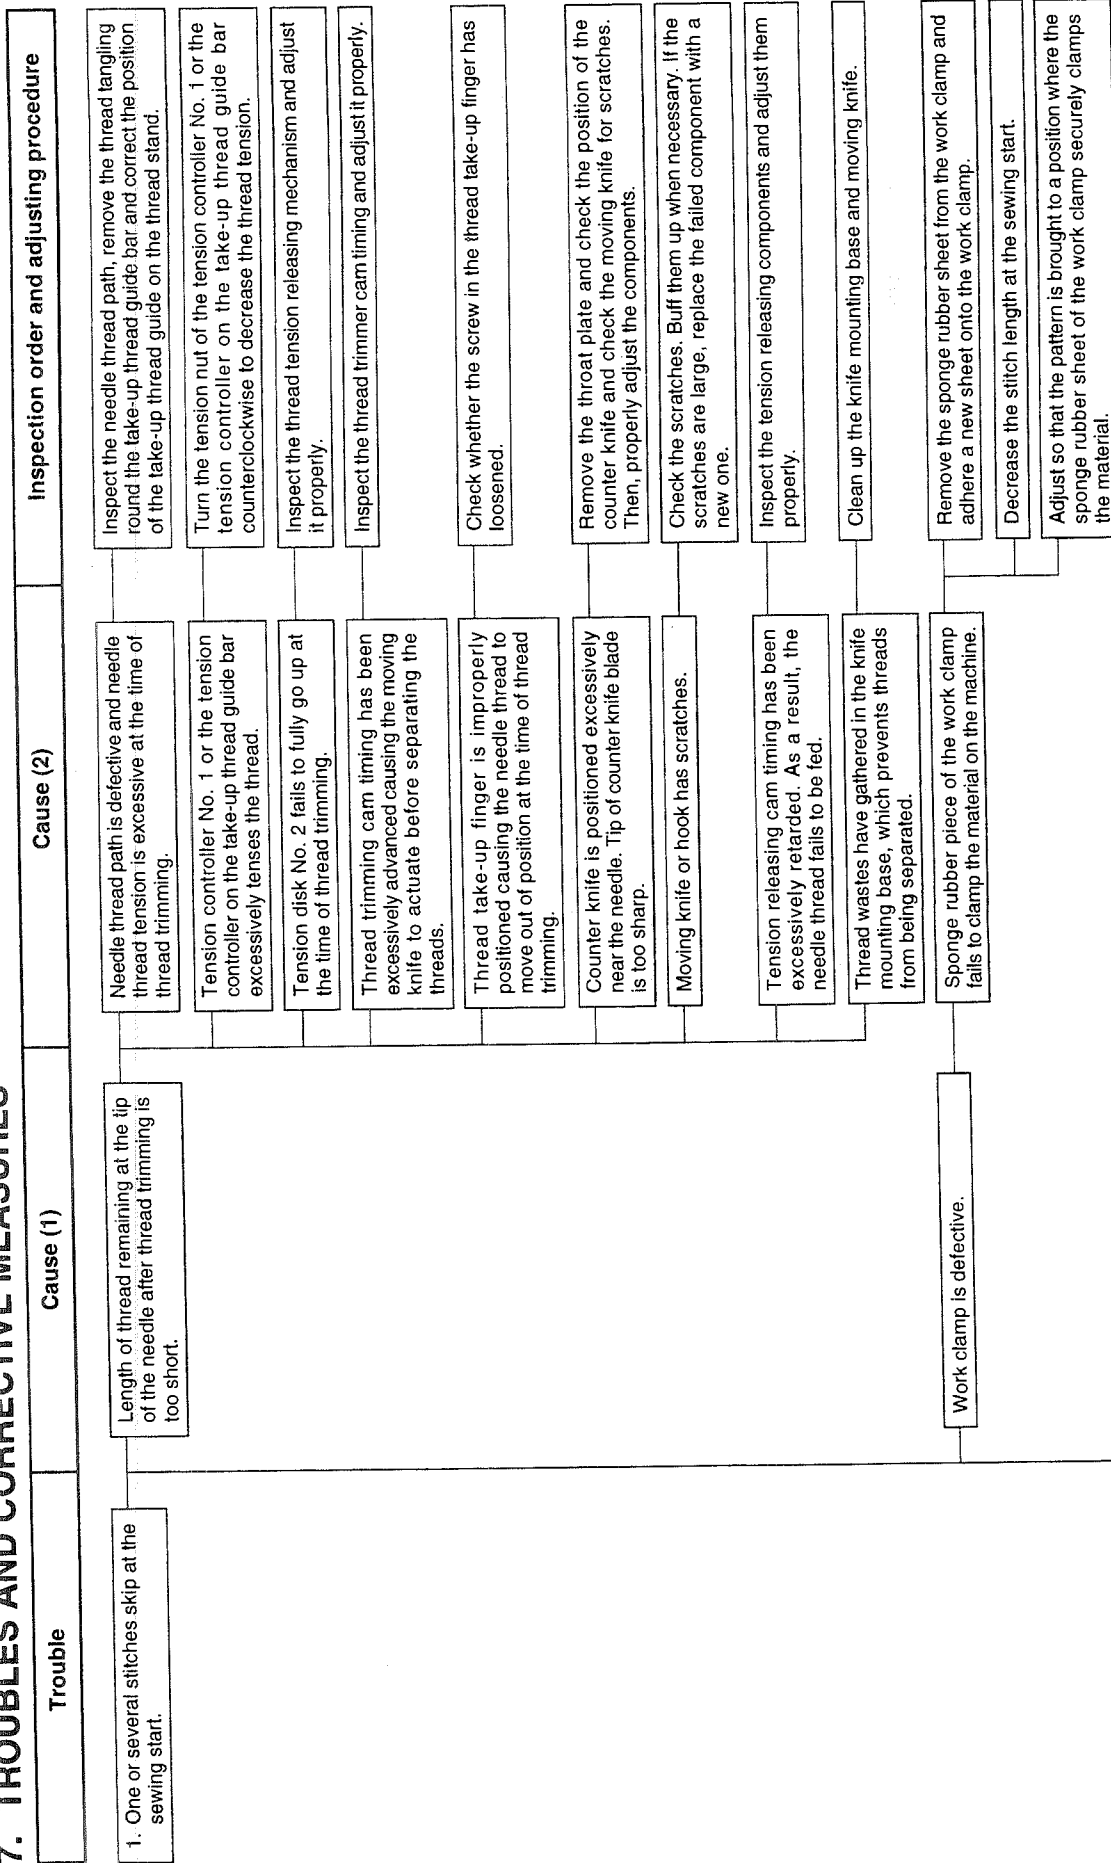 7. TROUBLES AND CORRECTIVE MEASURES
Trouble
Cause (1)
Cause (2)
Inspection order and adjusting procedure
1. One or several stitches skip at the
sewing start.
Length of thread remaining at the tip
of the needle after thread trimming is
too short.
Needle thread path is defective and needle
thread tension is excessive at the time of
thread trimming.
Inspect the needle thread path, remove the thread tangling
round the take-up thread guide bar and correct the position
of the take-up thread guide on the thread stand.
Tension controller No. 1 or the tension
controller on the take-up thread guide bar
excessively tenses the thread.
Turn the tension nut of the tension controller No. 1 or the
tension controller on the take-up thread guide bar
counterclockwise to decrease the thread tension.
Tension disk No. 2 fails to fully go up at
the time of thread trimming.
Inspect the thread tension releasing mechanism and adjust
it properly.
Thread trimming cam timing has been
excessively advanced causing the moving
knife to actuate before separating the
threads.
Inspect the thread trimmer cam timing and adjust it properly.
Thread take-up finger is improperly
positioned causing the needle thread to
move out of position at the time of thread
trimming.
Check whether the screw in the thread take-up finger has
loosened.
Counter knife is positioned excessively
near the needle. Tip of counter knife blade
is too sharp.
Remove the throat plate and check the position of the
counter knife and check the moving knife for scratches.
Then, properly adjust the components.
Moving knife or hook has scratches.
Check the scratches. Buff them up when necessary. If the
scratches are large, replace the failed component with a
new one.
Tension releasing cam timing has been
excessively retarded. As a result, the
needle thread fails to be fed.
Inspect the tension releasing components and adjust them
properly.
Thread wastes have gathered in the knife
mounting base, which prevents threads
from being separated.
Clean up the knife mounting base and moving knife.
Work clamp is defective.
Sponge rubber piece of the work clamp
fails to clamp the material on the machine.
Remove the sponge rubber sheet from the work clamp and
adhere a new sheet onto the work clamp.
Decrease the stitch length at the sewing start.
Adjust so that the pattern is brought to a position where the
sponge rubber sheet of the work clamp securely clamps
the material.